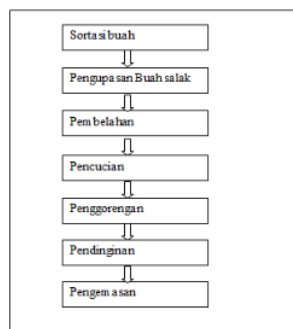 Sortasi buah
Pengupasan Buah salak
Pembelahan
Pencucian
Penggorengan
Pendinginan
Pengemasan